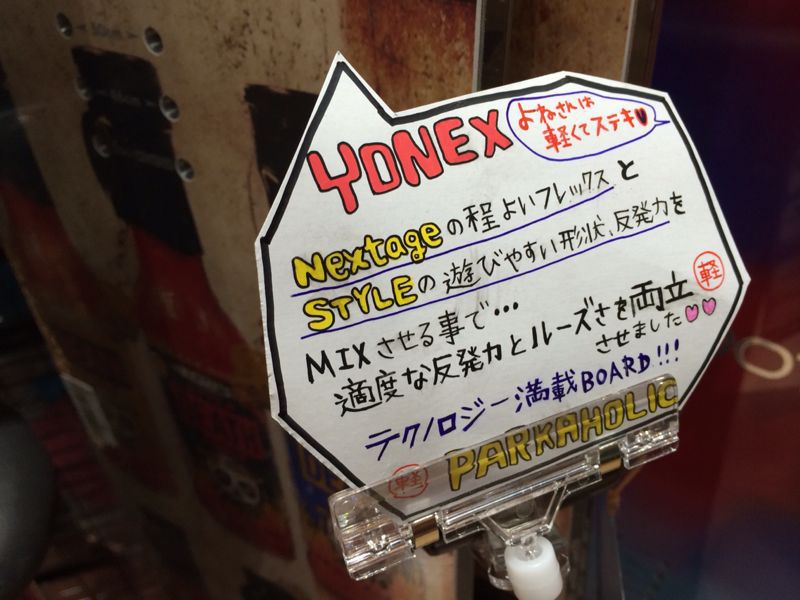 YONEX
よねさんは
軽くてステキ♥
Nextageの程よいフレックスと
STYLEの遊びやすい形状、反発力を
MIXさせる事で…
適度な反発力とルーズさを両立
させました♡♡
軽
テクノロジー満載BOARD!!!
軽
PARKAHOLIC